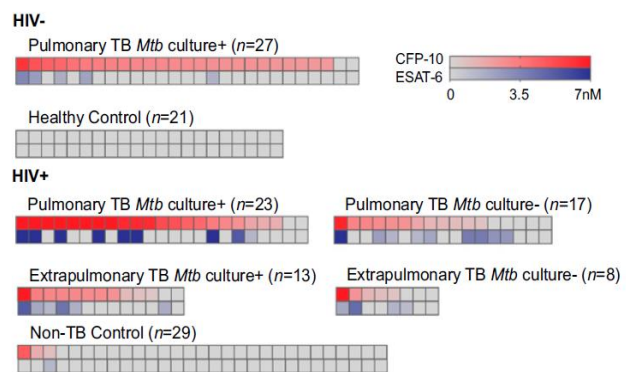 HIV-
Pulmonary TB Mtb culture+ (n=27)
CFP-10
ESAT-6
0 3.5 7nM
Healthy Control (n=21)
HIV+
Pulmonary TB Mtb culture+ (n=23)
Pulmonary TB Mtb culture- (n=17)
Extrapulmonary TB Mtb culture+ (n=13)
Extrapulmonary TB Mtb culture- (n=8)
Non-TB Control (n=29)